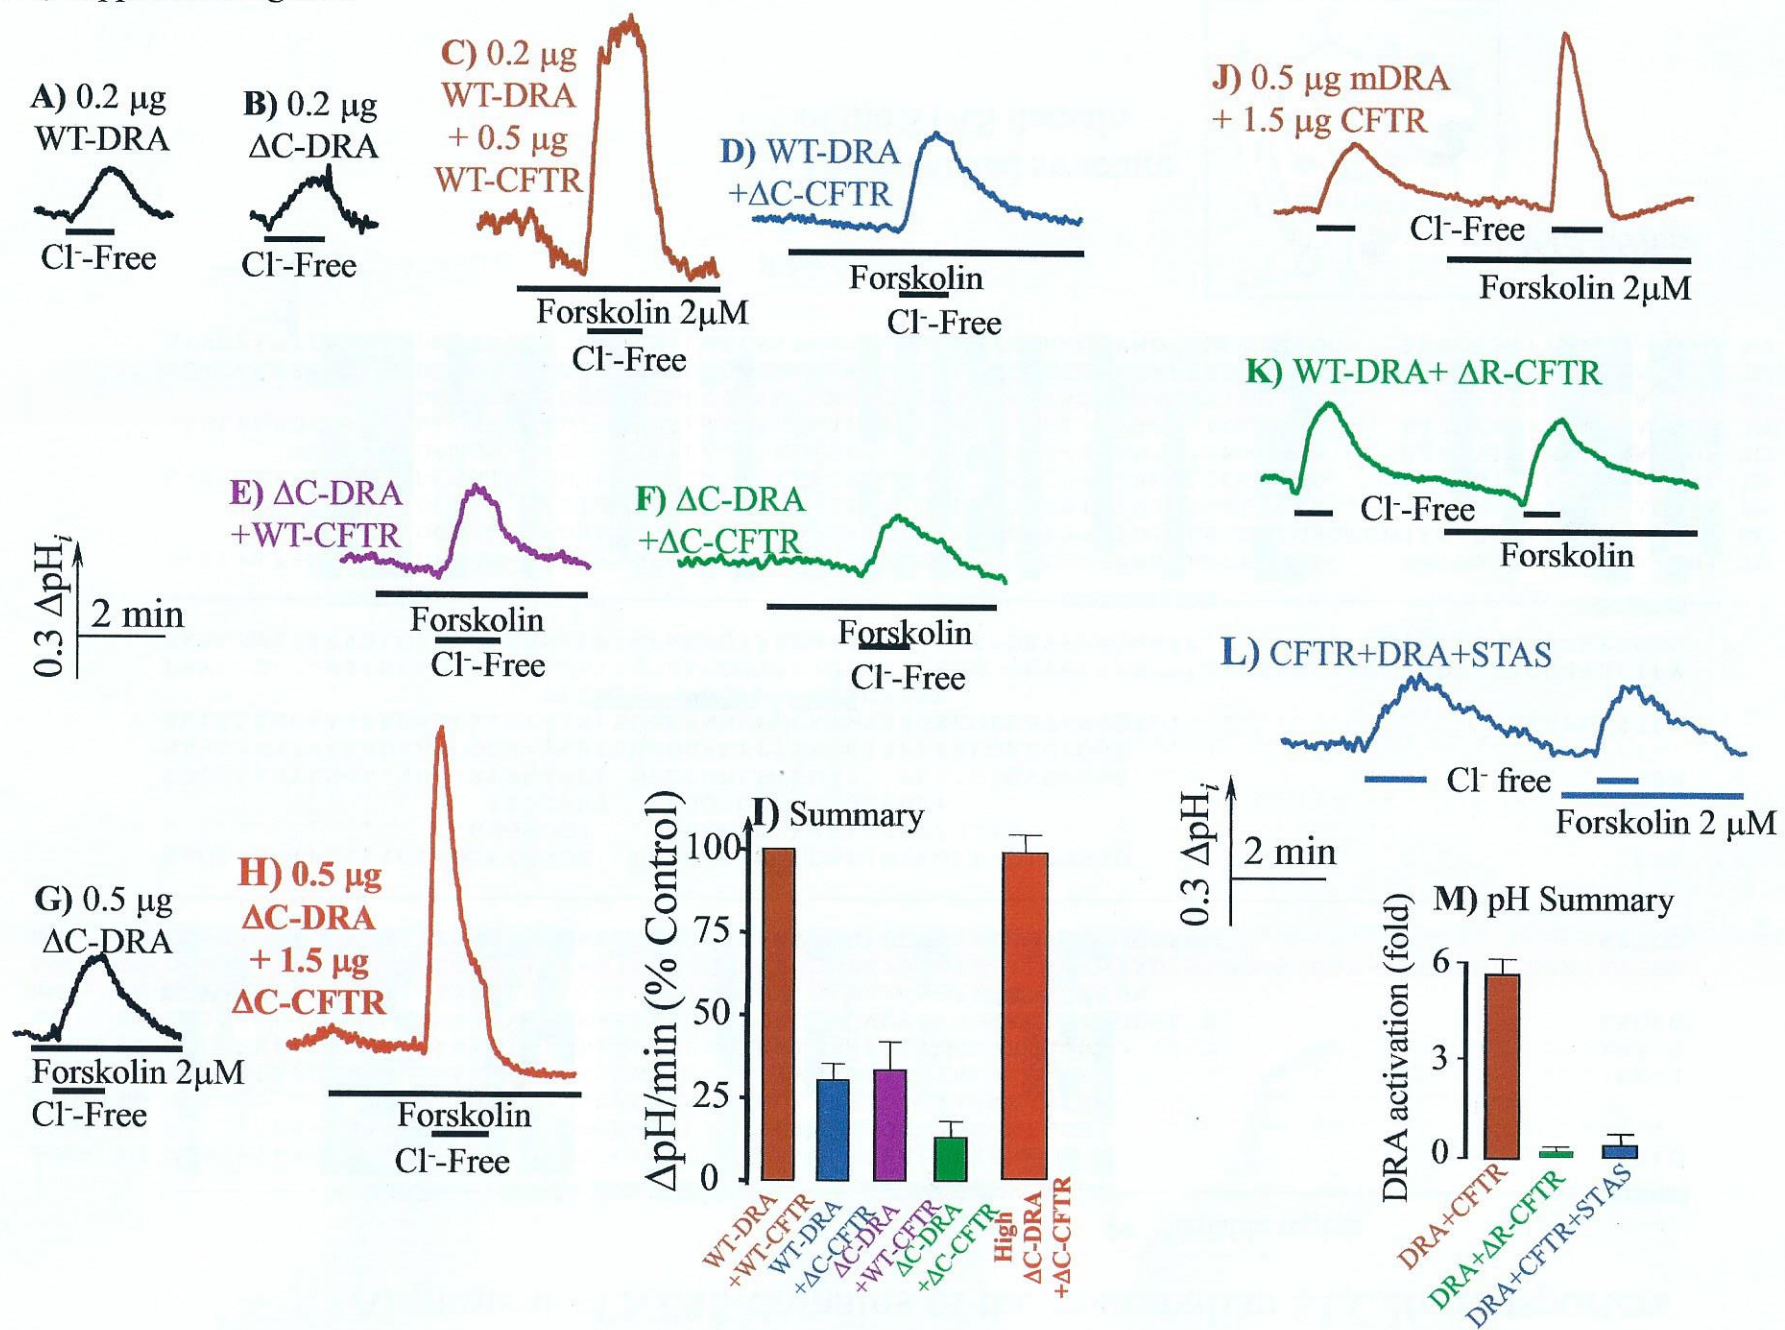 A) 0.2 µg
WT-DRA
Cl⁻-Free
B) 0.2 µg
ΔC-DRA
Cl⁻-Free
C) 0.2 µg
WT-DRA
+ 0.5 µg
WT-CFTR
Forskolin 2µM
Cl⁻-Free
D) WT-DRA
+ΔC-CFTR
Forskolin
Cl⁻-Free
E) ΔC-DRA
+WT-CFTR
Forskolin
Cl⁻-Free
F) ΔC-DRA
+ΔC-CFTR
Forskolin
Cl⁻-Free
0.3 ΔpHi
2 min
G) 0.5 µg
ΔC-DRA
Forskolin 2µM
Cl⁻-Free
H) 0.5 µg
ΔC-DRA
+ 1.5 µg
ΔC-CFTR
Forskolin
Cl⁻-Free
I) Summary
ΔpH/min (% Control)
100
75
50
25
0
WT-DRA
+WT-CFTR
WT-DRA
+ΔC-CFTR
ΔC-DRA
+WT-CFTR
ΔC-DRA
+ΔC-CFTR
High
ΔC-DRA
+ΔC-CFTR
J) 0.5 µg mDRA
+ 1.5 µg CFTR
Cl⁻-Free
Forskolin 2µM
K) WT-DRA+ ΔR-CFTR
Cl⁻-Free
Forskolin
L) CFTR+DRA+STAS
Cl⁻ free
Forskolin 2 µM
0.3 ΔpHi
2 min
M) pH Summary
DRA activation (fold)
6
3
0
DRA+CFTR
DRA+ΔR-CFTR
DRA+CFTR+STAS